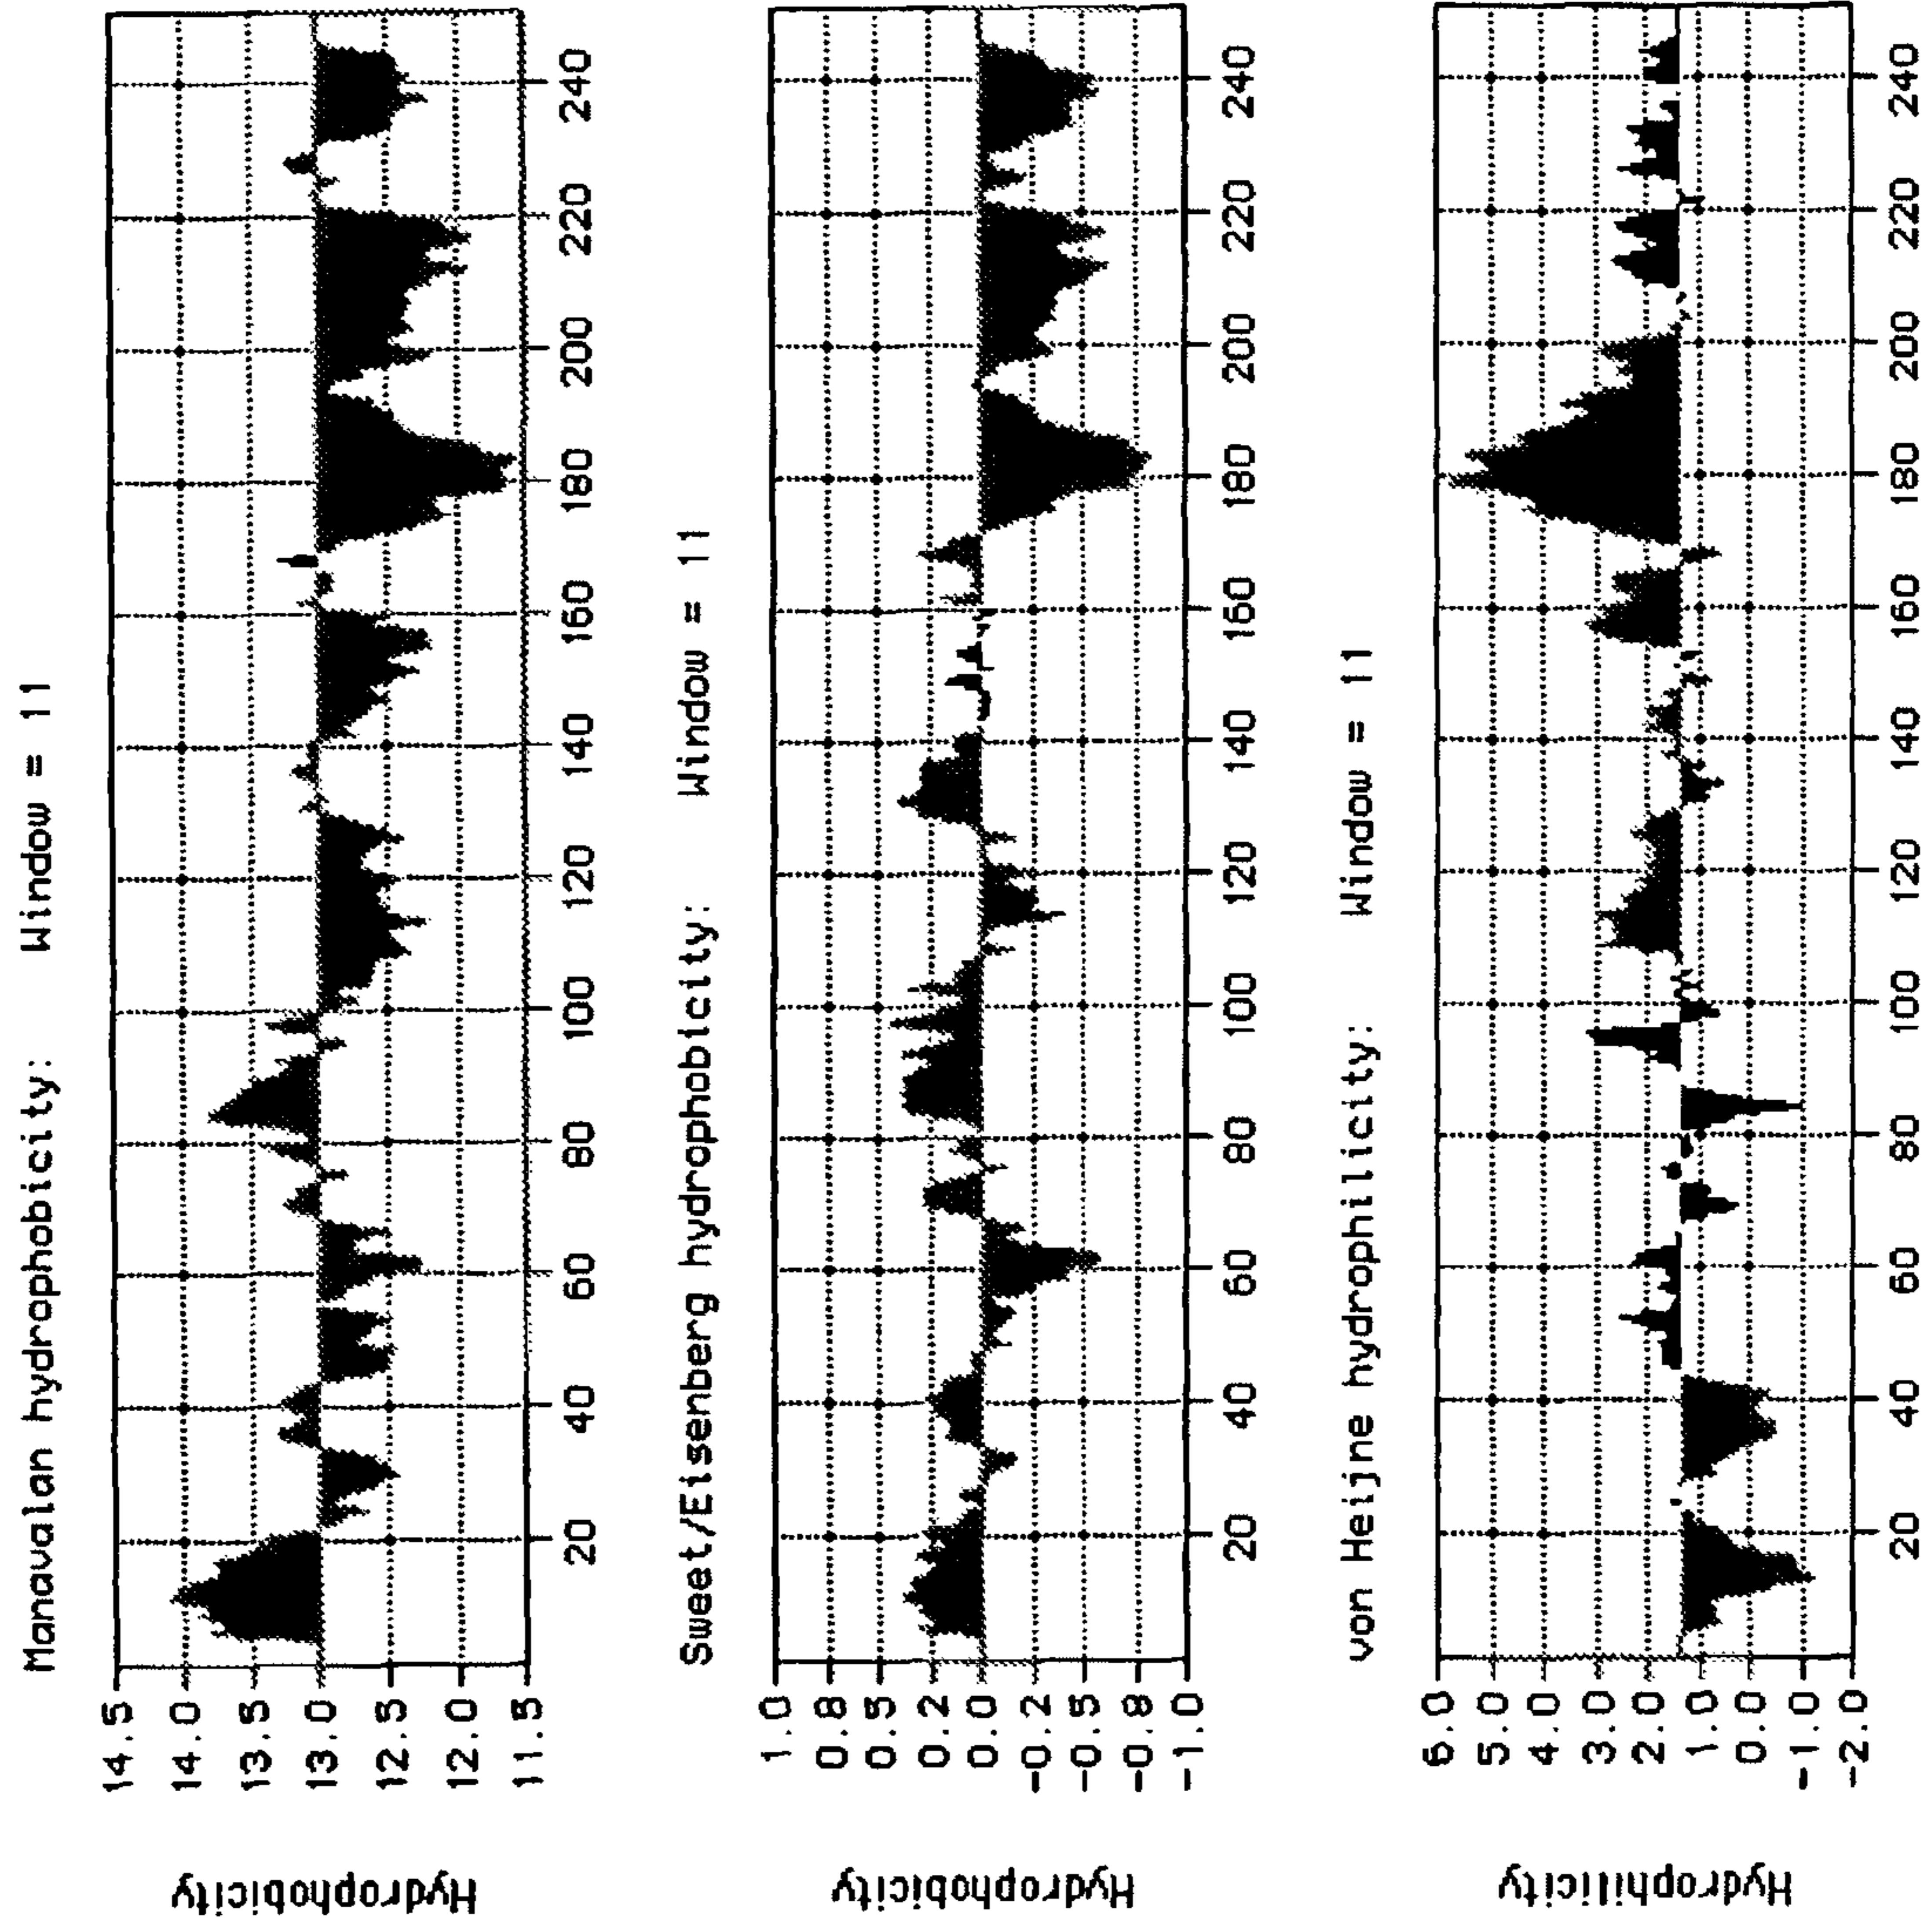 Manavalan hydrophobicity: Window = 11
Hydrophobicity
14.5
14.0
13.5
13.0
12.5
12.0
11.5
20 40 60 80 100 120 140 160 180 200 220 240
Sweet/Eisenberg hydrophobicity: Window = 11
Hydrophobicity
1.0
0.8
0.5
0.2
0.0
-0.2
-0.5
-0.8
-1.0
20 40 60 80 100 120 140 160 180 200 220 240
von Heijne hydrophilicity: Window = 11
Hydrophilicity
6.0
5.0
4.0
3.0
2.0
1.0
0.0
-1.0
-2.0
20 40 60 80 100 120 140 160 180 200 220 240